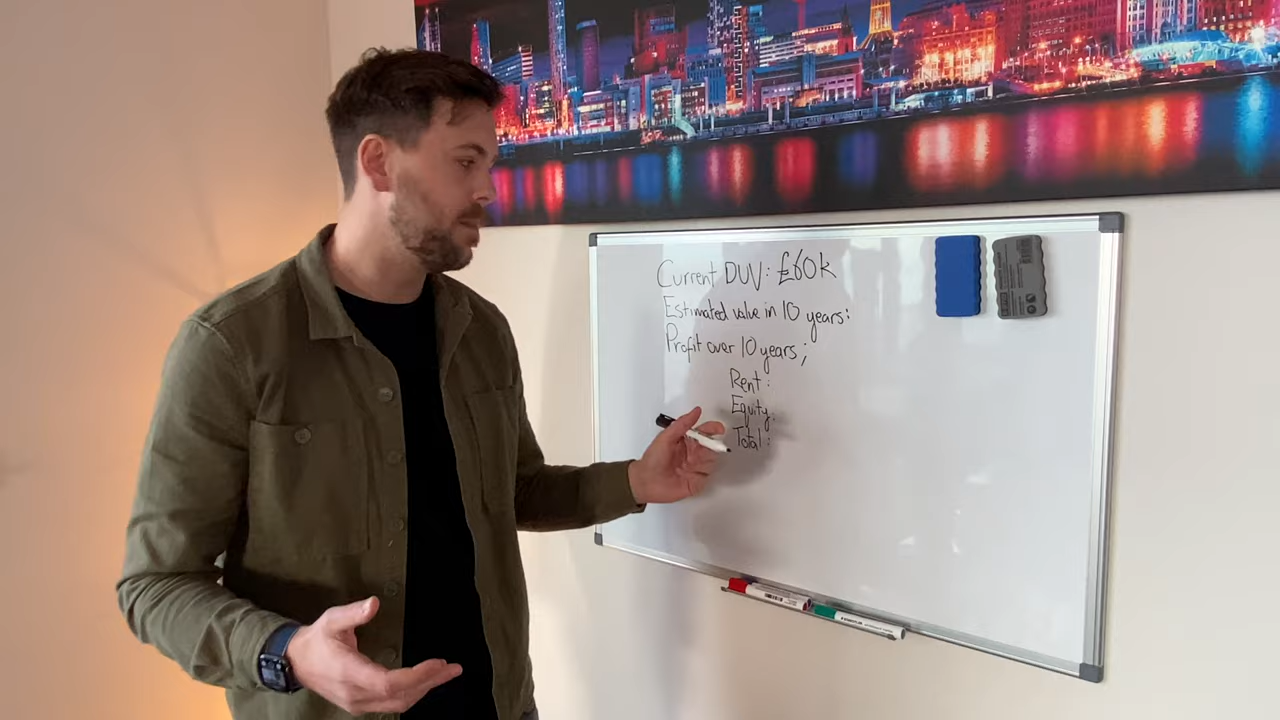 Current DUV: £60k
Estimated value in 10 years:
Profit over 10 years;
Rent:
Equity:
Total: